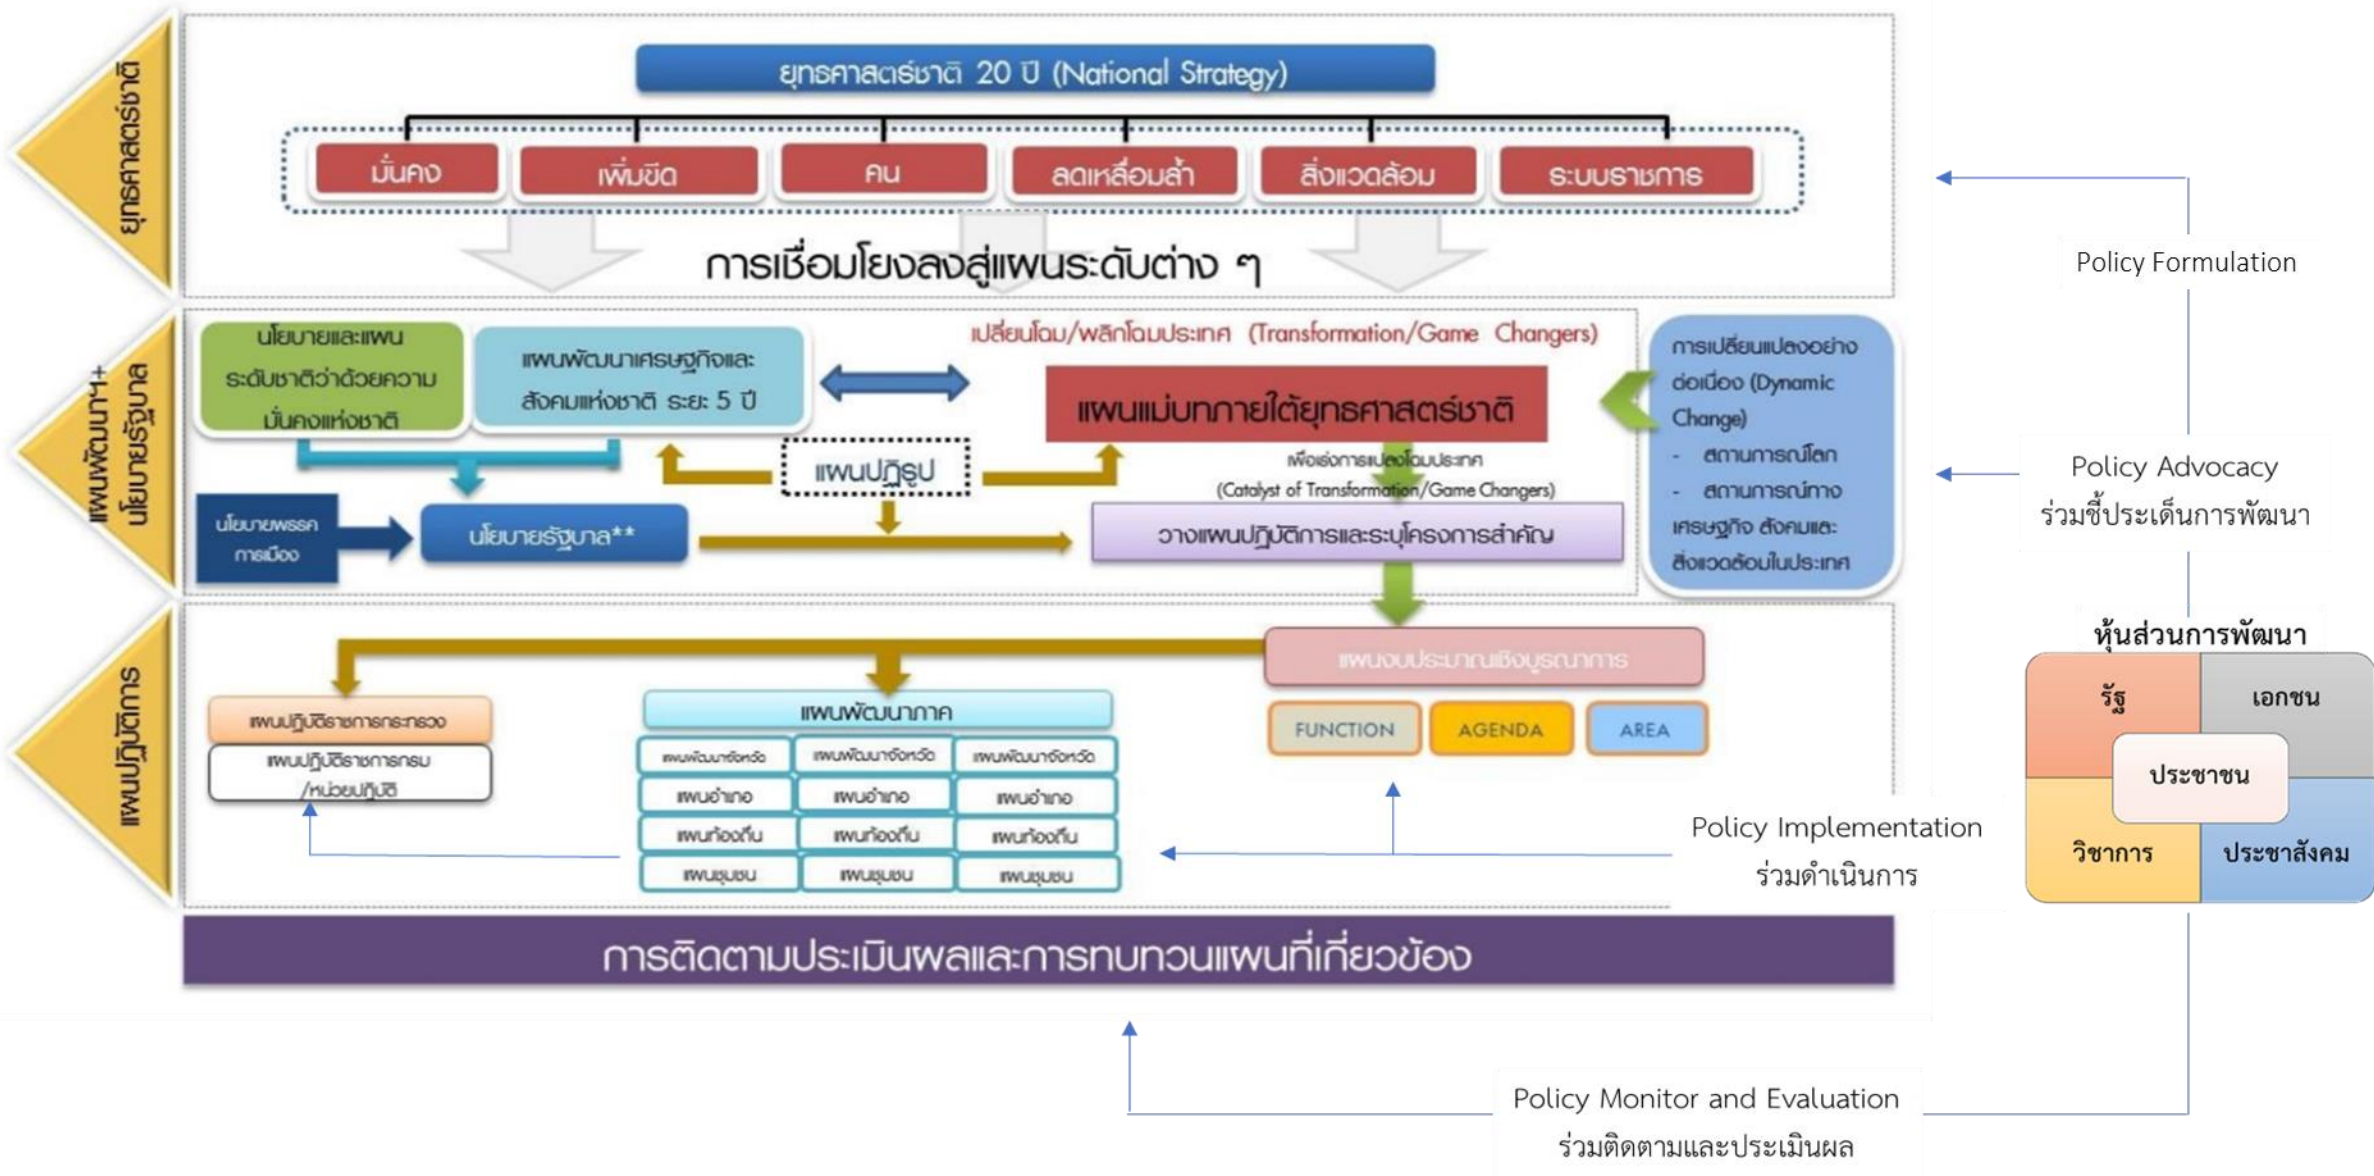 ยุทธศาสตร์ชาติ
ยุทธศาสตร์ชาติ 20 ปี (National Strategy)
มั่นคง
เพิ่มขีด
คน
ลดเหลื่อมล้ำ
สิ่งแวดล้อม
ระบบราชการ
การเชื่อมโยงลงสู่แผนระดับต่าง ๆ
Policy Formulation
แผนพัฒนาฯ+
นโยบายรัฐบาล
นโยบายและแผน
ระดับชาติว่าด้วยความ
มั่นคงแห่งชาติ
แผนพัฒนาเศรษฐกิจและ
สังคมแห่งชาติ ระยะ 5 ปี
เปลี่ยนโฉม/พลิกโฉมประเทศ (Transformation/Game Changers)
แผนแม่บทภายใต้ยุทธศาสตร์ชาติ
การเปลี่ยนแปลงอย่าง
ต่อเนื่อง (Dynamic
Change)
- สถานการณ์โลก
- สถานการณ์ทาง
เศรษฐกิจ สังคมและ
สิ่งแวดล้อมในประเทศ
แผนปฏิรูป
เพื่อเร่งการแปลงโฉมประเทศ
(Catalyst of Transformation/Game Changers)
นโยบายพรรค
การเมือง
นโยบายรัฐบาล**
วางแผนปฏิบัติการและระบุโครงการสำคัญ
Policy Advocacy
ร่วมชี้ประเด็นการพัฒนา
แผนปฏิบัติการ
แผนงบประมาณเชิงบูรณาการ
FUNCTION
AGENDA
AREA
แผนปฏิบัติราชการกระทรวง
แผนปฏิบัติราชการกรม
/หน่วยปฏิบัติ
แผนพัฒนาภาค
แผนพัฒนาจังหวัด
แผนพัฒนาจังหวัด
แผนพัฒนาจังหวัด
แผนอำเภอ
แผนอำเภอ
แผนอำเภอ
แผนท้องถิ่น
แผนท้องถิ่น
แผนท้องถิ่น
แผนชุมชน
แผนชุมชน
แผนชุมชน
Policy Implementation
ร่วมดำเนินการ
หุ้นส่วนการพัฒนา
รัฐ
เอกชน
ประชาชน
วิชาการ
ประชาสังคม
การติดตามประเมินผลและการทบทวนแผนที่เกี่ยวข้อง
Policy Monitor and Evaluation
ร่วมติดตามและประเมินผล